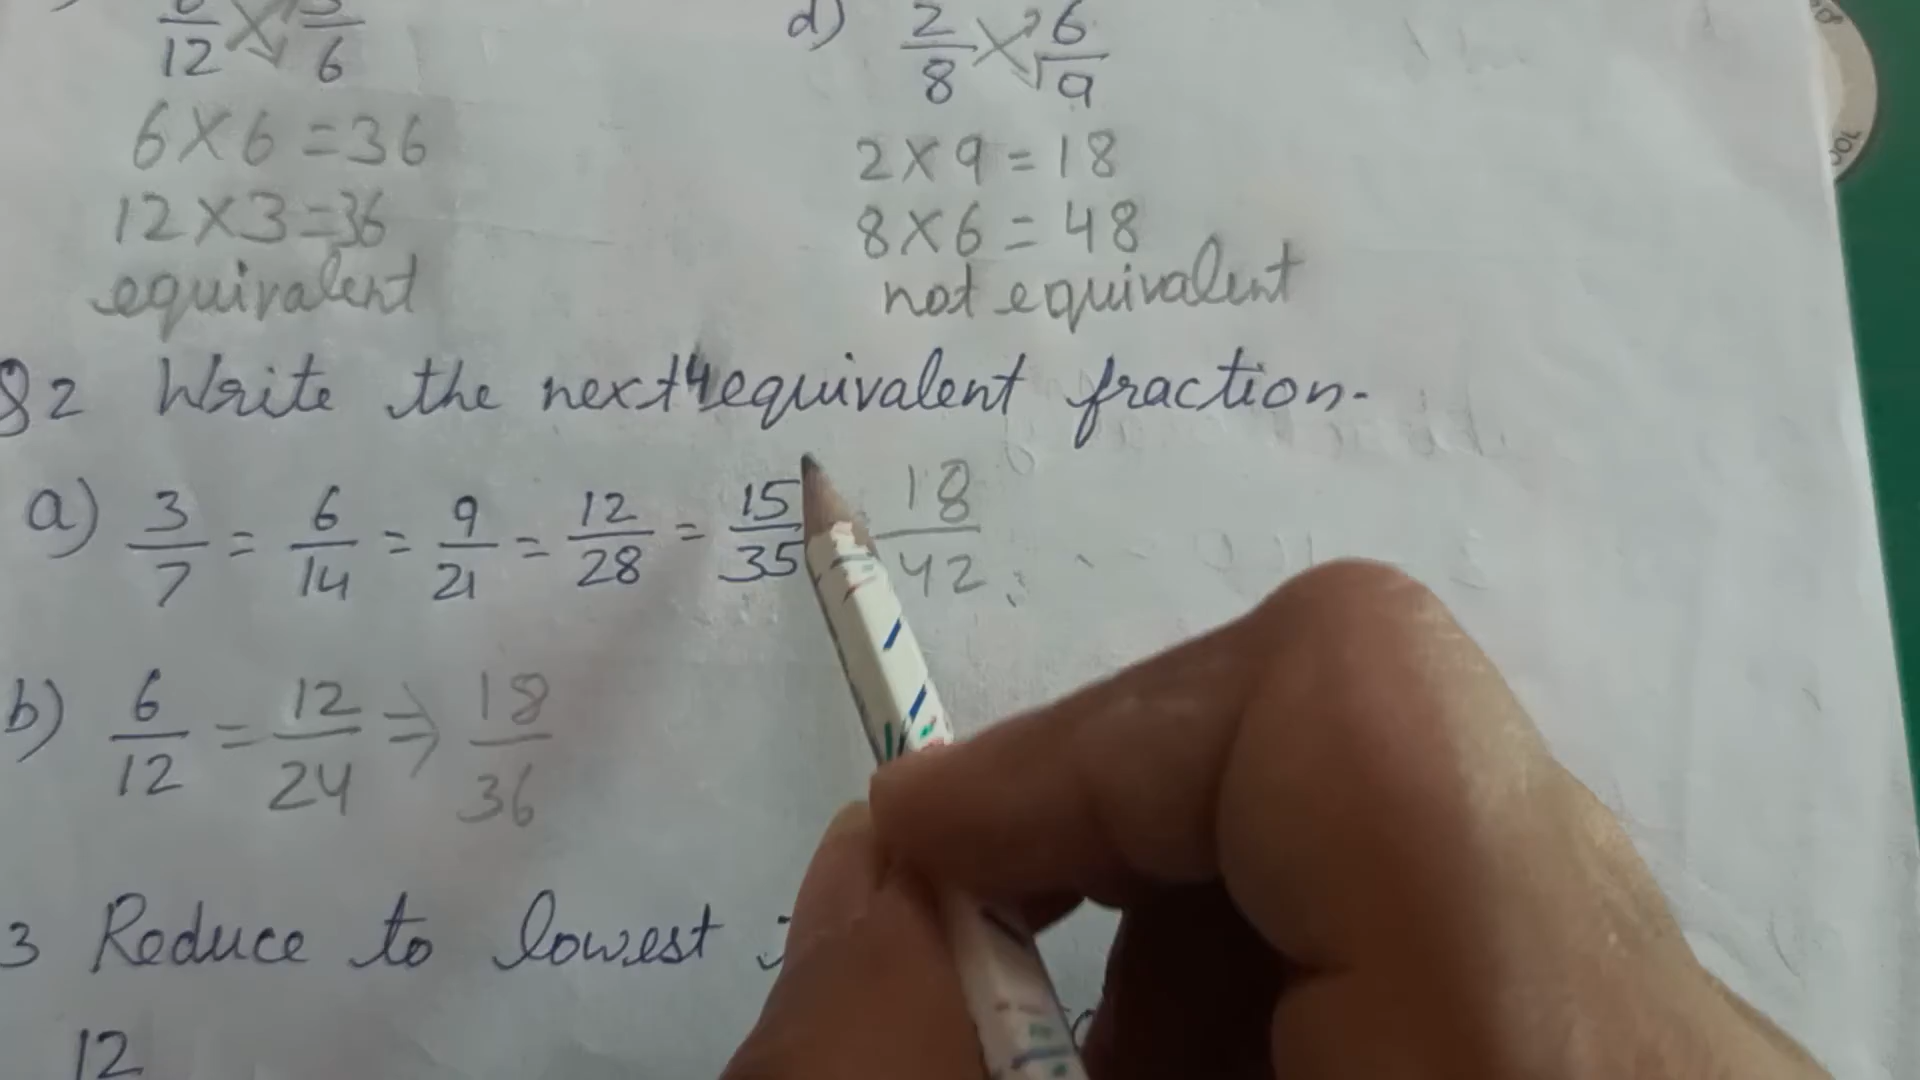 12 6
d) 2/8 6/9
6 X 6 = 36
2 X 9 = 18
12 X 3 = 36
8 X 6 = 48
equivalent
not equivalent
Q2 Write the next 4 equivalent fraction.
a) 3/7 = 6/14 = 9/21 = 12/28 = 15/35 18/42
b) 6/12 = 12/24 => 18/36
3 Reduce to lowest
12